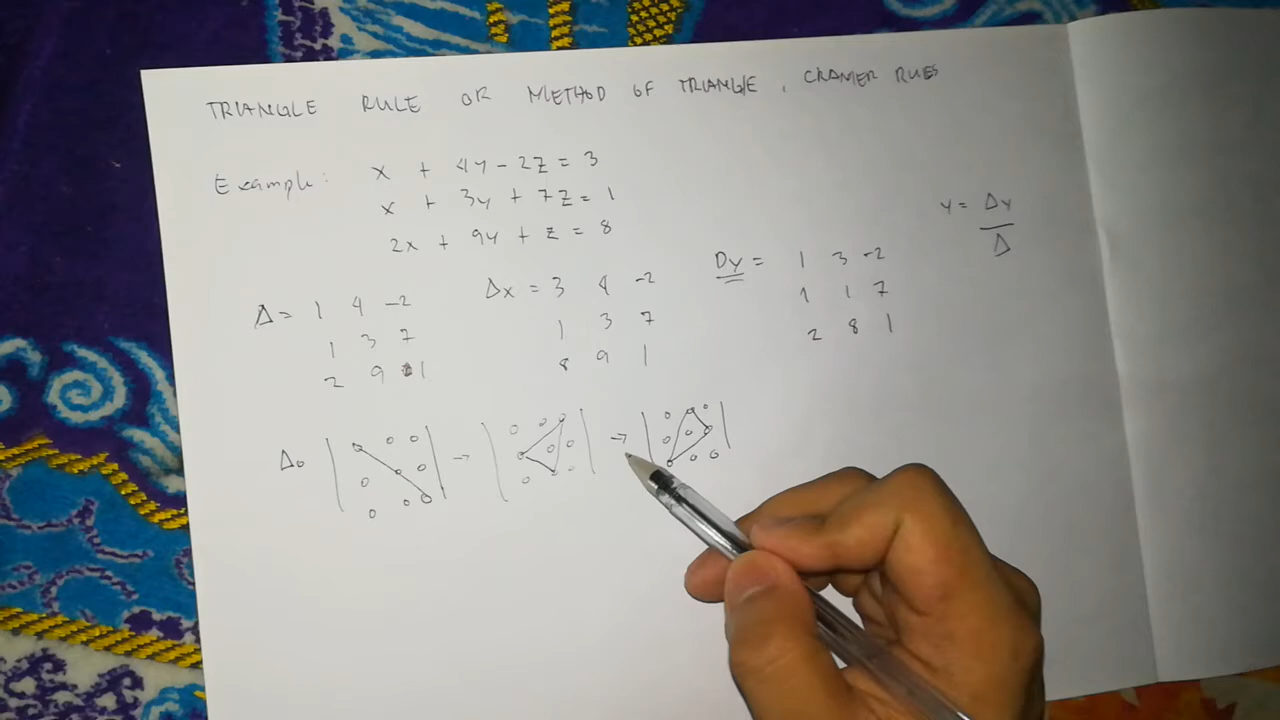 TRIANGLE RULE OR METHOD OF TRIANGLE, CRAMER RULES
Example: x + 4y - 2z = 3
x + 3y + 7z = 1
2x + 9y + z = 8
y = Δy
Δ
Δ = 1 4 -2
1 3 7
2 9 1
Δx = 3 4 -2
1 3 7
8 9 1
Dy = 1 3 -2
1 1 7
2 8 1